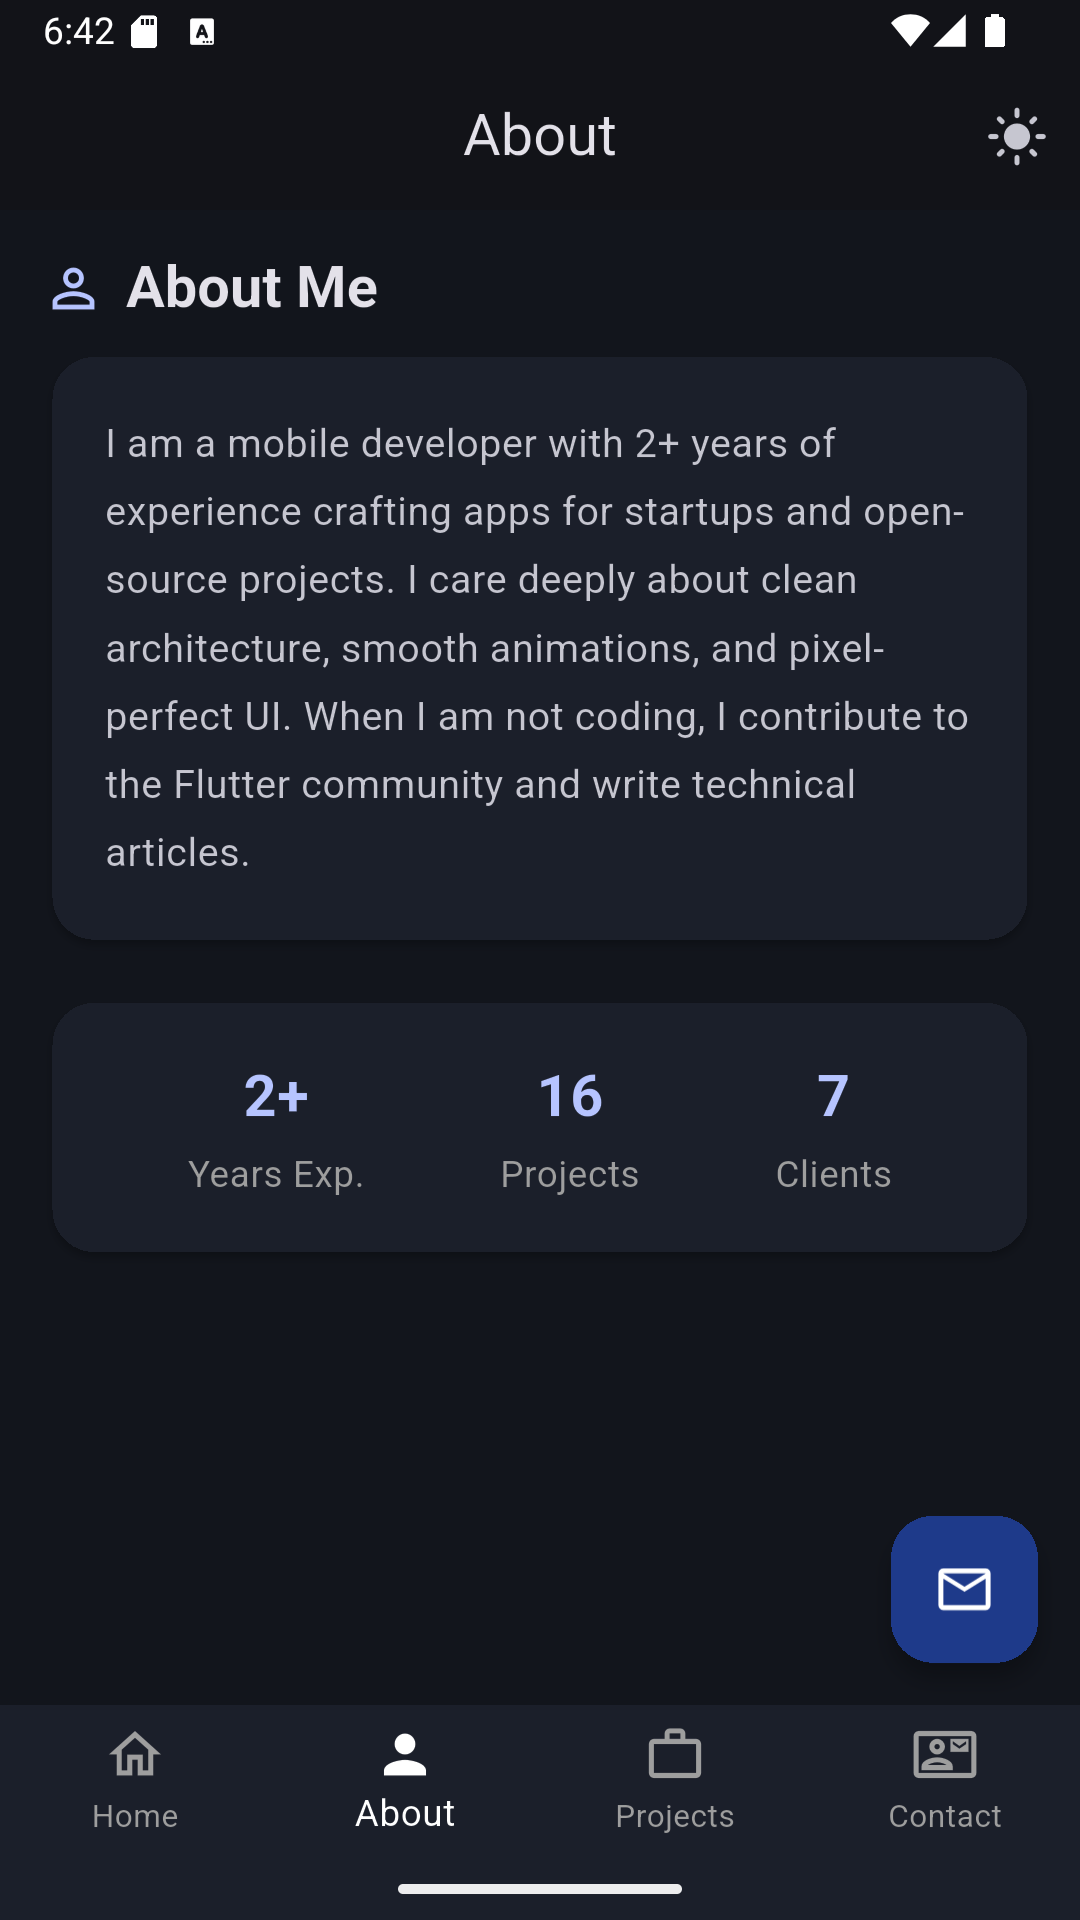 6:42
About
About Me
I am a mobile developer with 2+ years of
experience crafting apps for startups and open-
source projects. I care deeply about clean
architecture, smooth animations, and pixel-
perfect UI. When I am not coding, I contribute to
the Flutter community and write technical
articles.
2+ 16 7
Years Exp. Projects Clients
Home About Projects Contact